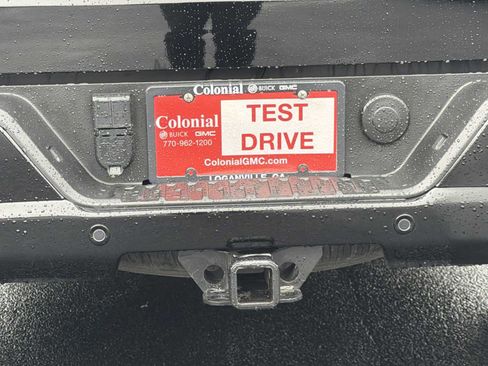 Colonial BUICK GMC
Colonial
BUICK GMC
770-962-1200
TEST
DRIVE
ColonialGMC.com
LOGANVILLE, GA